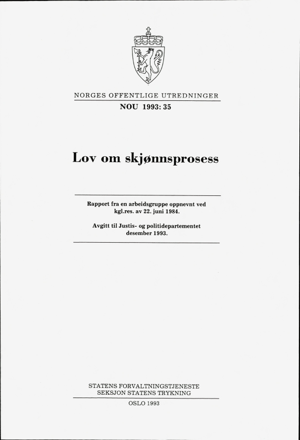 NORGES OFFENTLIGE UTREDNINGER
NOU 1993: 35
Lov om skjønnsprosess
Rapport fra en arbeidsgruppe oppnevnt ved
kgl.res. av 22. juni 1984.
Avgitt til Justis- og politidepartementet
desember 1993.
STATENS FORVALTNINGSTJENESTE
SEKSJON STATENS TRYKNING
OSLO 1993